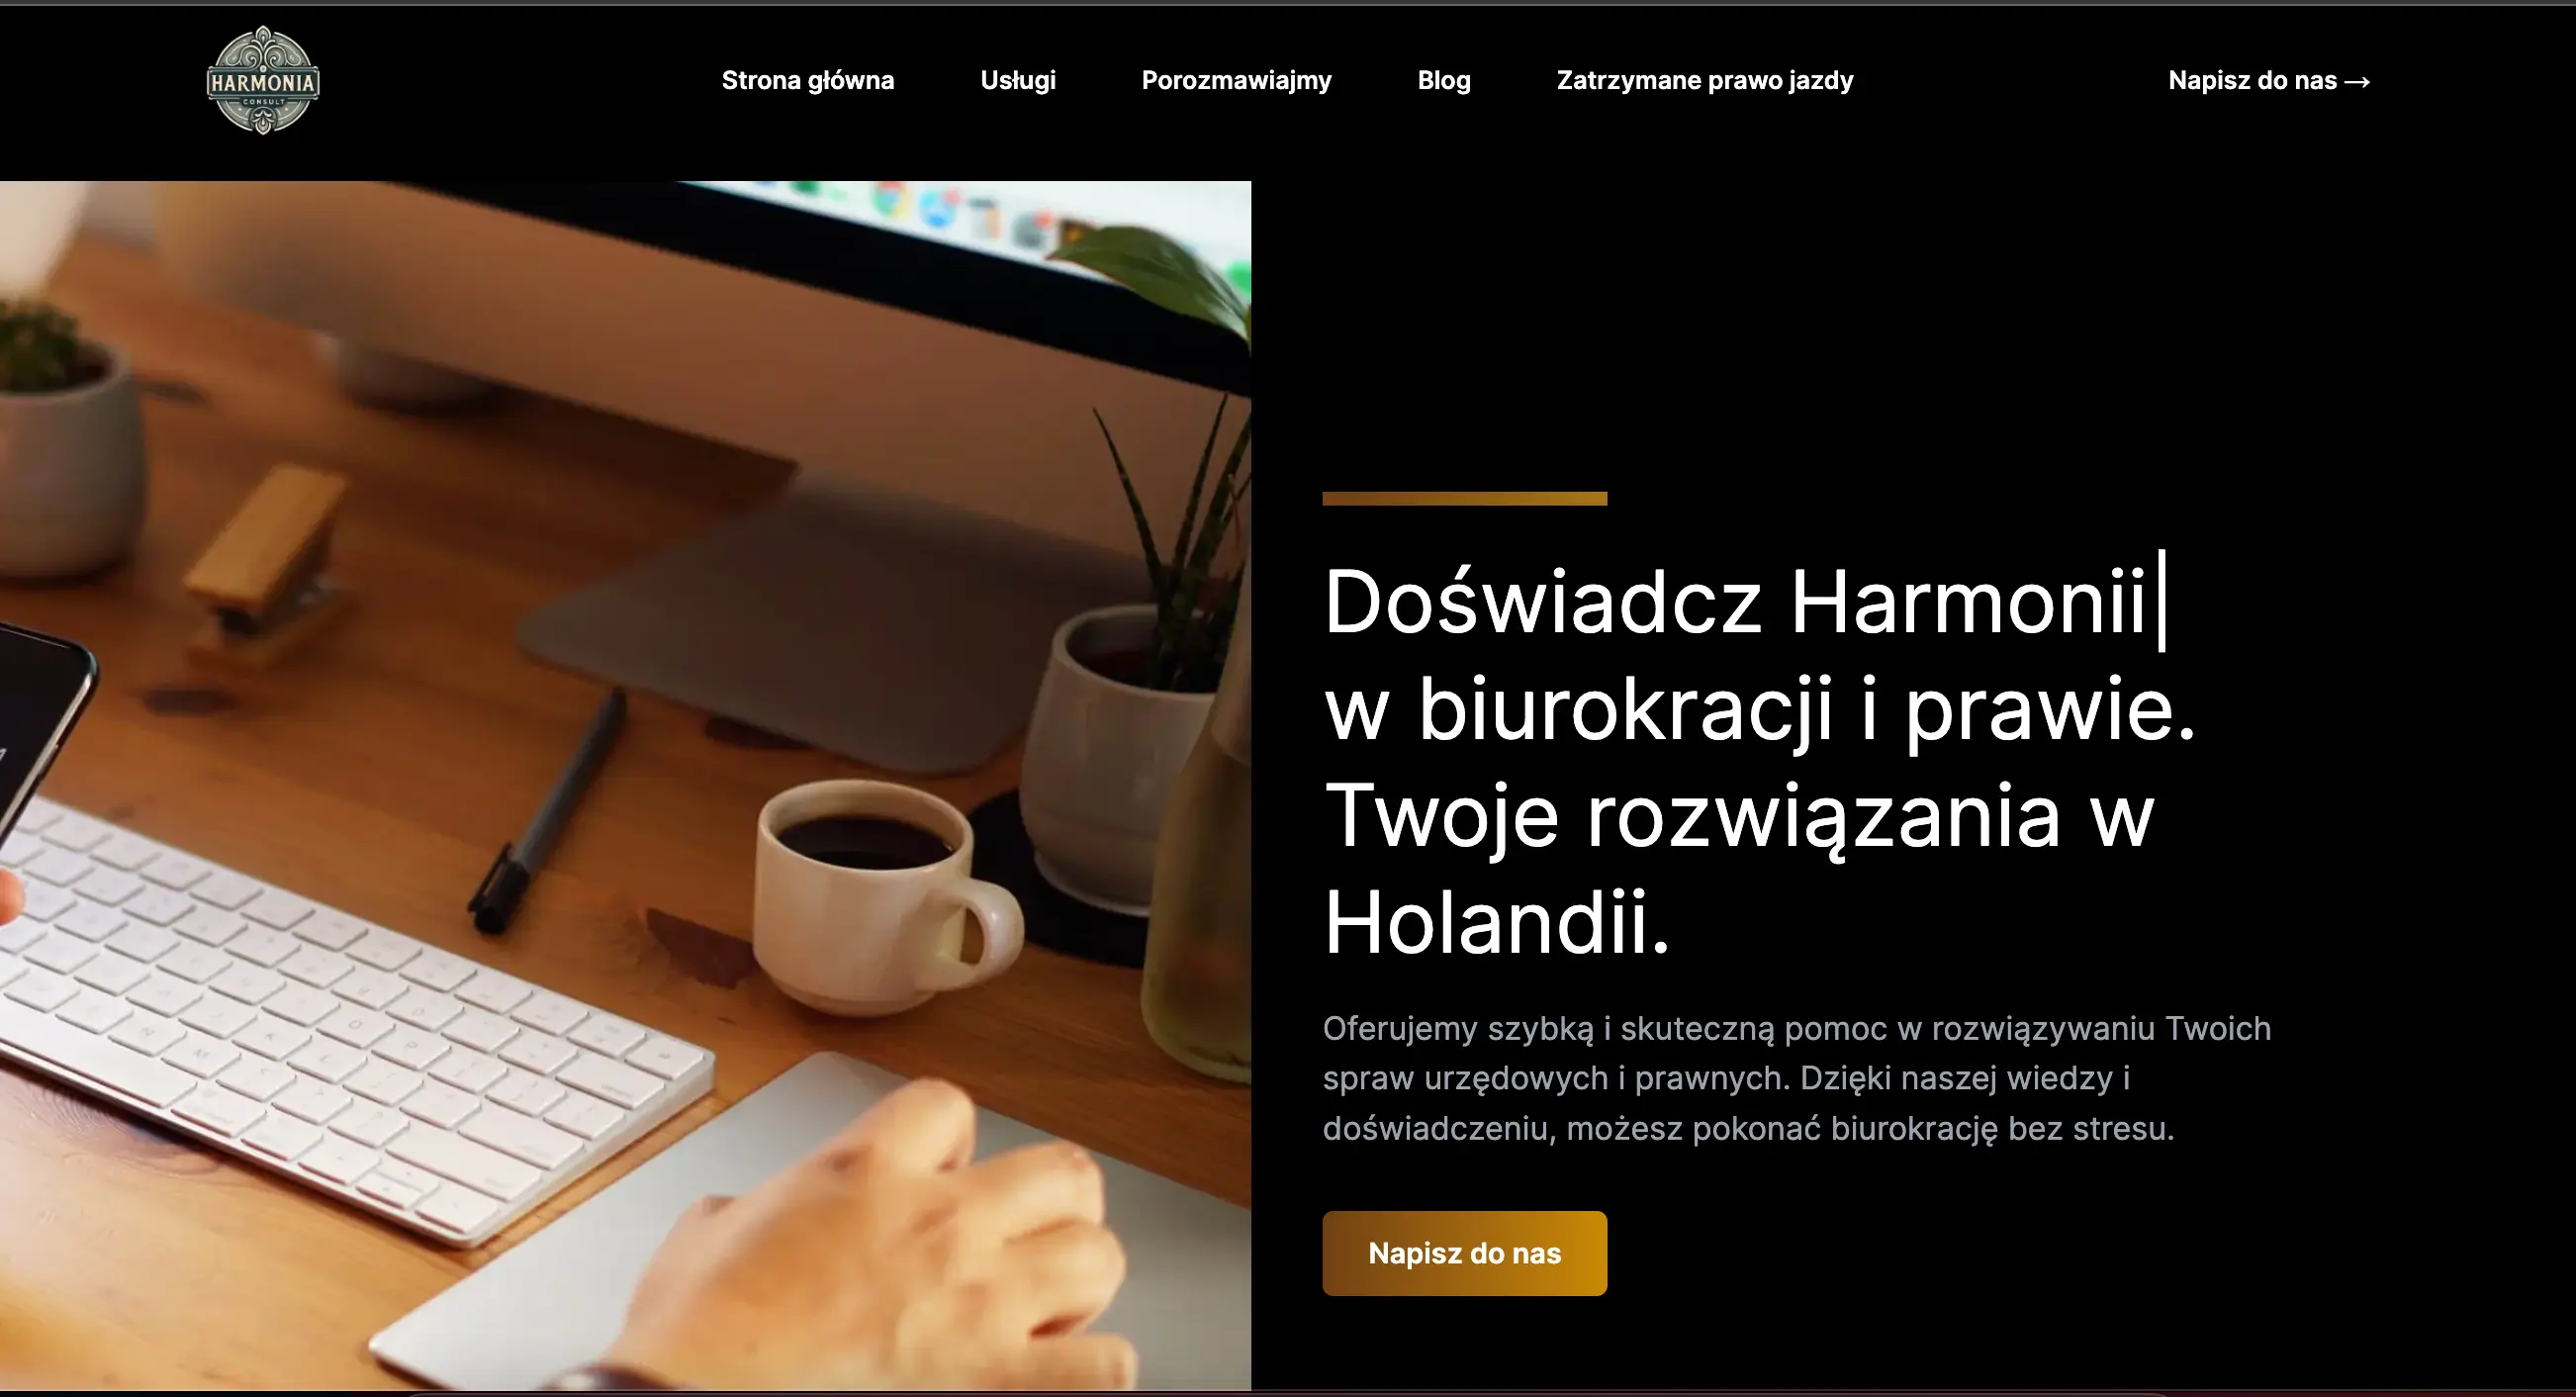 HARMONIA
CONSULT
Strona główna
Usługi
Porozmawiajmy
Blog
Zatrzymane prawo jazdy
Napisz do nas →
Doświadcz Harmonii|
w biurokracji i prawie.
Twoje rozwiązania w
Holandii.
Oferujemy szybką i skuteczną pomoc w rozwiązywaniu Twoich
spraw urzędowych i prawnych. Dzięki naszej wiedzy i
doświadczeniu, możesz pokonać biurokrację bez stresu.
Napisz do nas